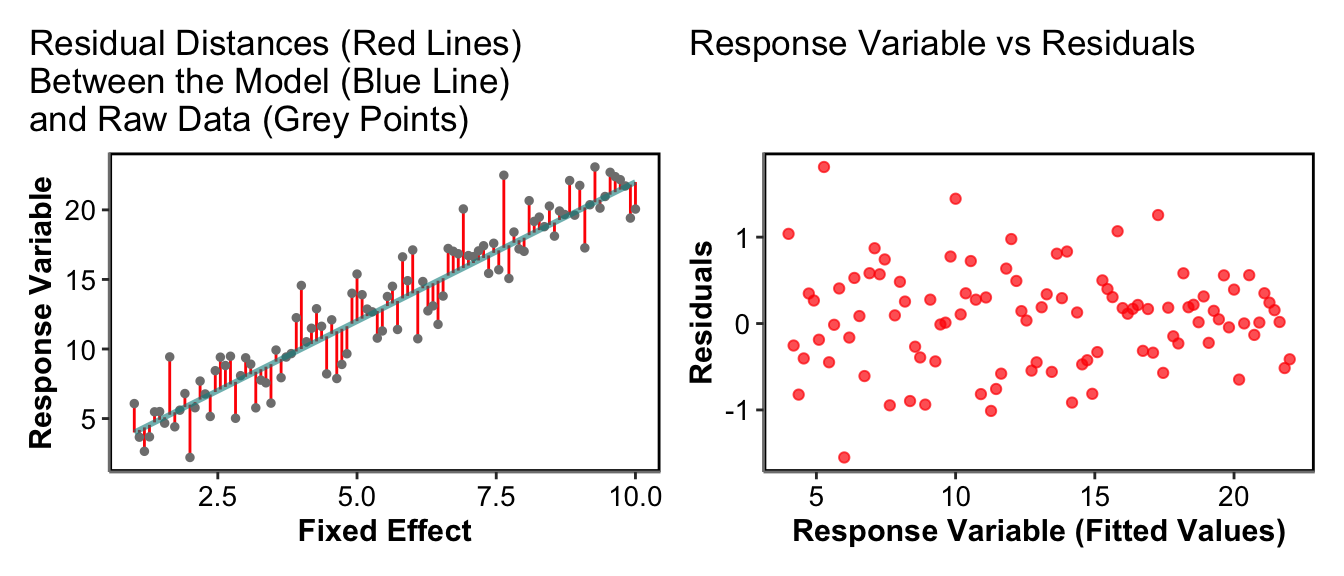 Residual Distances (Red Lines)
Between the Model (Blue Line)
and Raw Data (Grey Points)
Response Variable
20
15
10
5
2.5
5.0
7.5
10.0
Fixed Effect
Response Variable vs Residuals
Residuals
1
0
-1
5
10
15
20
Response Variable (Fitted Values)